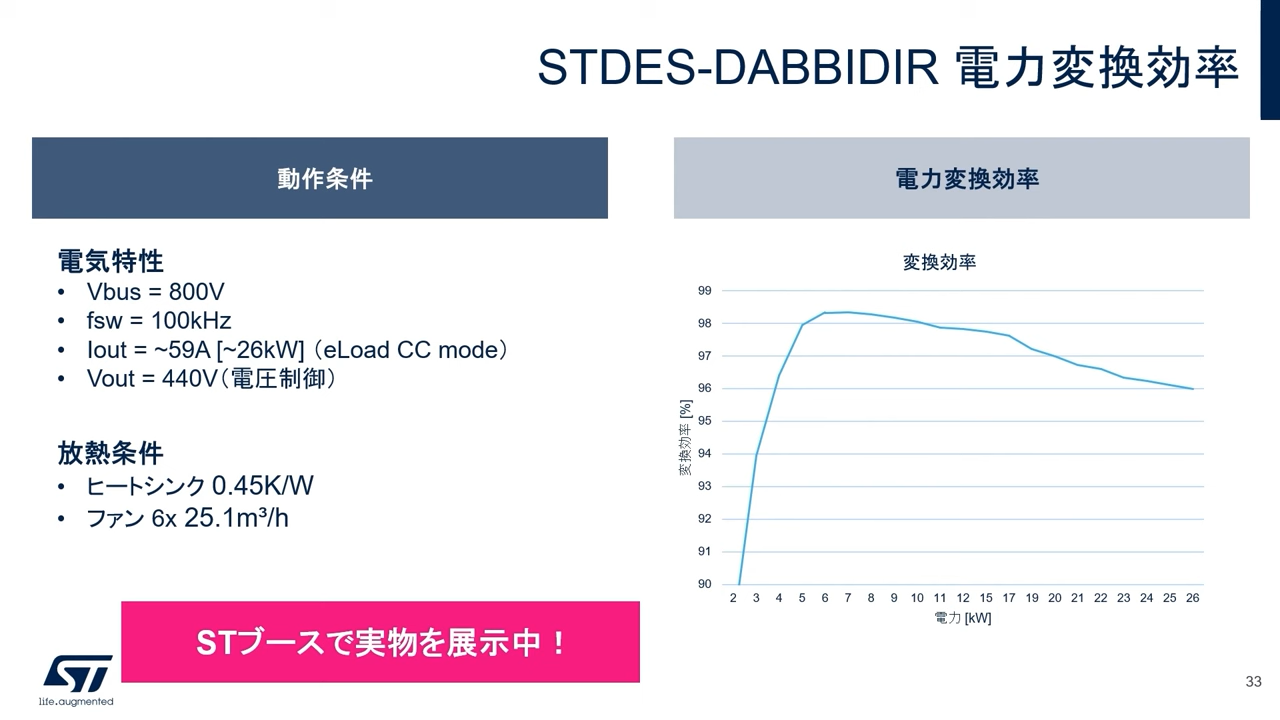 STDES-DABBIDIR 電力変換効率
動作条件
電気特性
• Vbus = 800V
• fsw = 100kHz
• Iout = ~59A [~26kW]（eLoad CC mode）
• Vout = 440V（電圧制御）
放熱条件
• ヒートシンク 0.45K/W
• ファン 6x 25.1m³/h
STブースで実物を展示中！
ST
life.augmented
電力変換効率
変換効率
99
98
97
96
95
94
93
92
91
90
変換効率 [%]
2 3 4 5 6 7 8 9 10 11 12 15 17 19 20 21 22 23 24 25 26
電力 [kW]
33